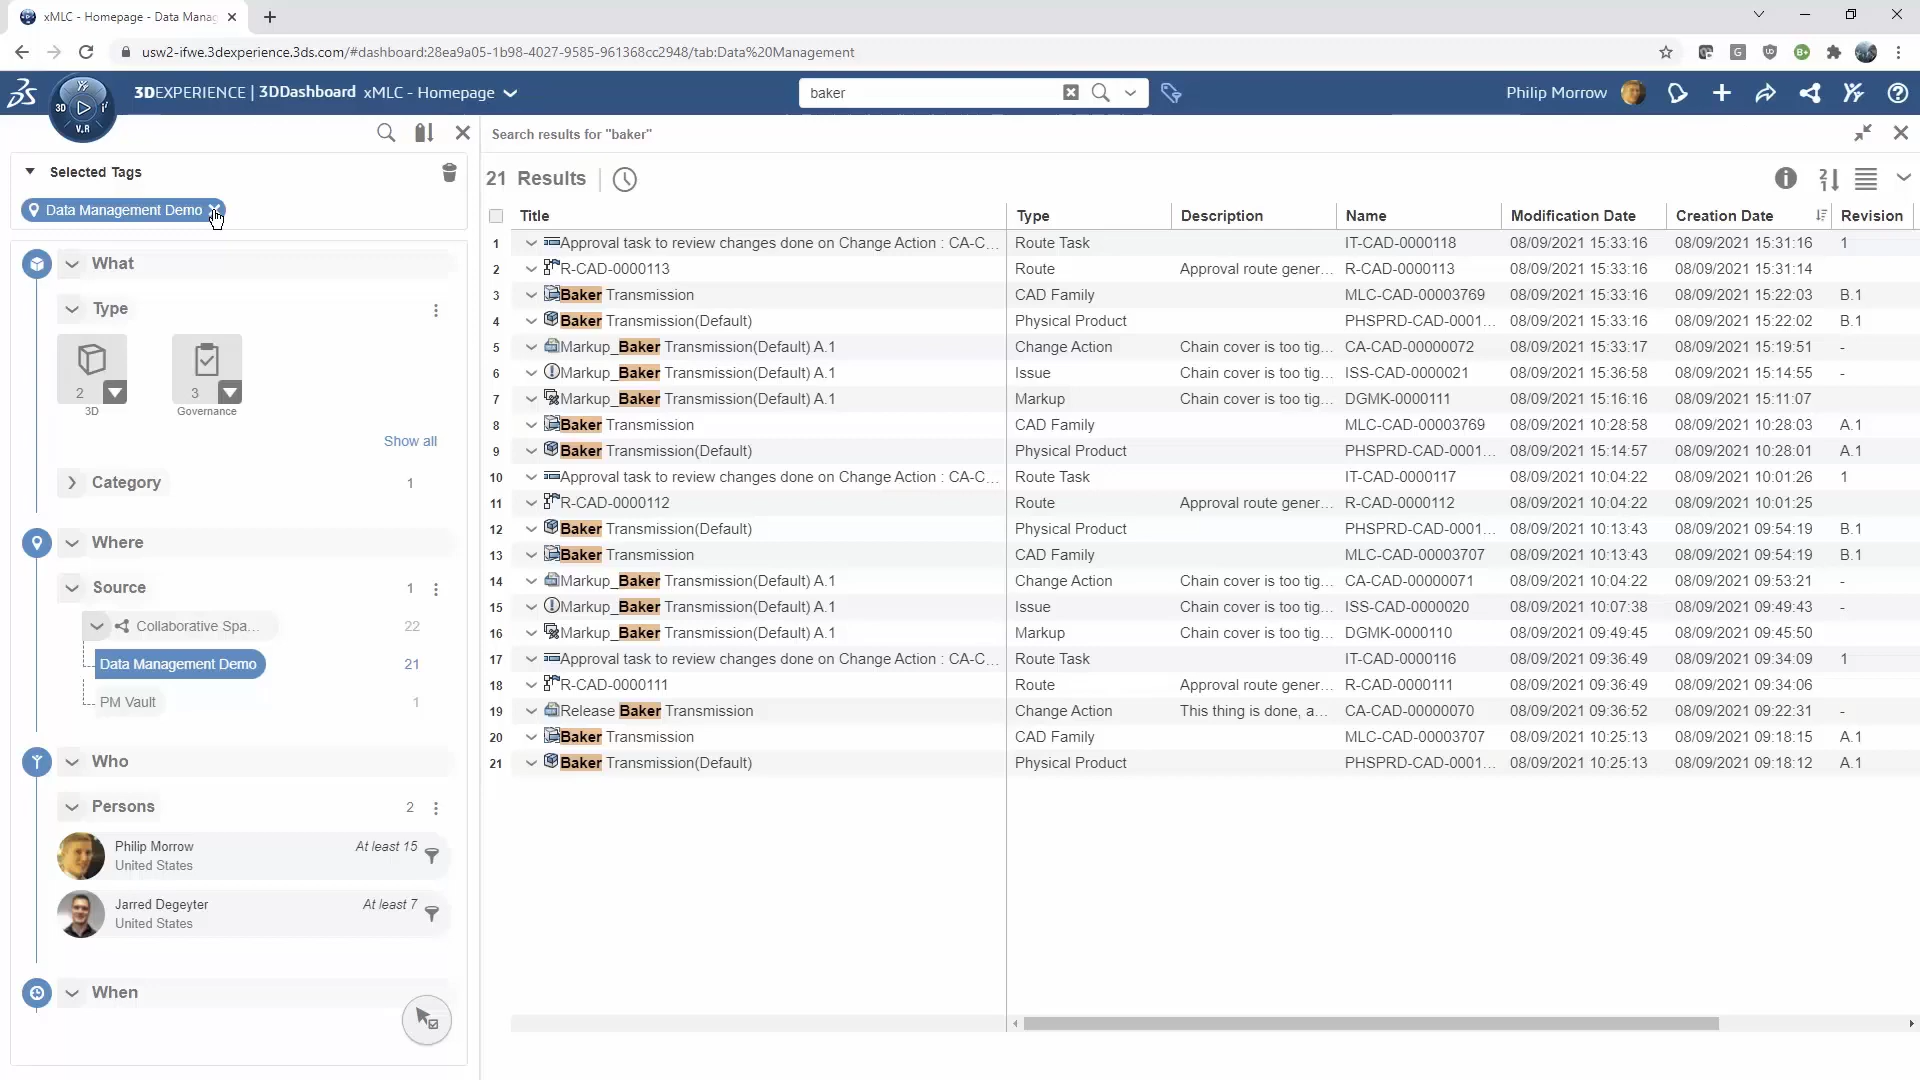 xMLC - Homepage - Data Manag
usw2-ifwe.3dexperience.3ds.com/#dashboard:28ea9a05-1b98-4027-9585-961368cc2948/tab:Data%20Management
3DEXPERIENCE | 3DDashboard xMLC - Homepage
baker
Philip Morrow
3D
V.R
Search results for "baker"
Selected Tags
Data Management Demo
What
Type
2
3D
3
Governance
Show all
Category 1
Where
Source 1
Collaborative Spa... 22
Data Management Demo 21
PM Vault 1
Who
Persons 2
Philip Morrow At least 15
United States
Jarred Degeyter At least 7
United States
When
21 Results
Title Type Description Name Modification Date Creation Date Revision
1 Approval task to review changes done on Change Action : CA-C... Route Task IT-CAD-0000118 08/09/2021 15:33:16 08/09/2021 15:31:16 1
2 R-CAD-0000113 Route Approval route gener... R-CAD-0000113 08/09/2021 15:33:16 08/09/2021 15:31:14
3 Baker Transmission CAD Family MLC-CAD-00003769 08/09/2021 15:33:16 08/09/2021 15:22:03 B.1
4 Baker Transmission(Default) Physical Product PHSPRD-CAD-0001... 08/09/2021 15:33:16 08/09/2021 15:22:02 B.1
5 Markup_Baker Transmission(Default) A.1 Change Action Chain cover is too tig... CA-CAD-00000072 08/09/2021 15:33:17 08/09/2021 15:19:51 -
6 Markup_Baker Transmission(Default) A.1 Issue Chain cover is too tig... ISS-CAD-0000021 08/09/2021 15:36:58 08/09/2021 15:14:55 -
7 Markup_Baker Transmission(Default) A.1 Markup Chain cover is too tig... DGMK-0000111 08/09/2021 15:16:16 08/09/2021 15:11:07
8 Baker Transmission CAD Family MLC-CAD-00003769 08/09/2021 10:28:58 08/09/2021 10:28:03 A.1
9 Baker Transmission(Default) Physical Product PHSPRD-CAD-0001... 08/09/2021 15:14:57 08/09/2021 10:28:01 A.1
10 Approval task to review changes done on Change Action : CA-C... Route Task IT-CAD-0000117 08/09/2021 10:04:22 08/09/2021 10:01:26 1
11 R-CAD-0000112 Route Approval route gener... R-CAD-0000112 08/09/2021 10:04:22 08/09/2021 10:01:25
12 Baker Transmission(Default) Physical Product PHSPRD-CAD-0001... 08/09/2021 10:13:43 08/09/2021 09:54:19 B.1
13 Baker Transmission CAD Family MLC-CAD-00003707 08/09/2021 10:13:43 08/09/2021 09:54:19 B.1
14 Markup_Baker Transmission(Default) A.1 Change Action Chain cover is too tig... CA-CAD-00000071 08/09/2021 10:04:22 08/09/2021 09:53:21 -
15 Markup_Baker Transmission(Default) A.1 Issue Chain cover is too tig... ISS-CAD-0000020 08/09/2021 10:07:38 08/09/2021 09:49:43 -
16 Markup_Baker Transmission(Default) A.1 Markup Chain cover is too tig... DGMK-0000110 08/09/2021 09:49:45 08/09/2021 09:45:50
17 Approval task to review changes done on Change Action : CA-C... Route Task IT-CAD-0000116 08/09/2021 09:36:49 08/09/2021 09:34:09 1
18 R-CAD-0000111 Route Approval route gener... R-CAD-0000111 08/09/2021 09:36:49 08/09/2021 09:34:06
19 Release Baker Transmission Change Action This thing is done, a... CA-CAD-00000070 08/09/2021 09:36:52 08/09/2021 09:22:31 -
20 Baker Transmission CAD Family MLC-CAD-00003707 08/09/2021 10:25:13 08/09/2021 09:18:15 A.1
21 Baker Transmission(Default) Physical Product PHSPRD-CAD-0001... 08/09/2021 10:25:13 08/09/2021 09:18:12 A.1